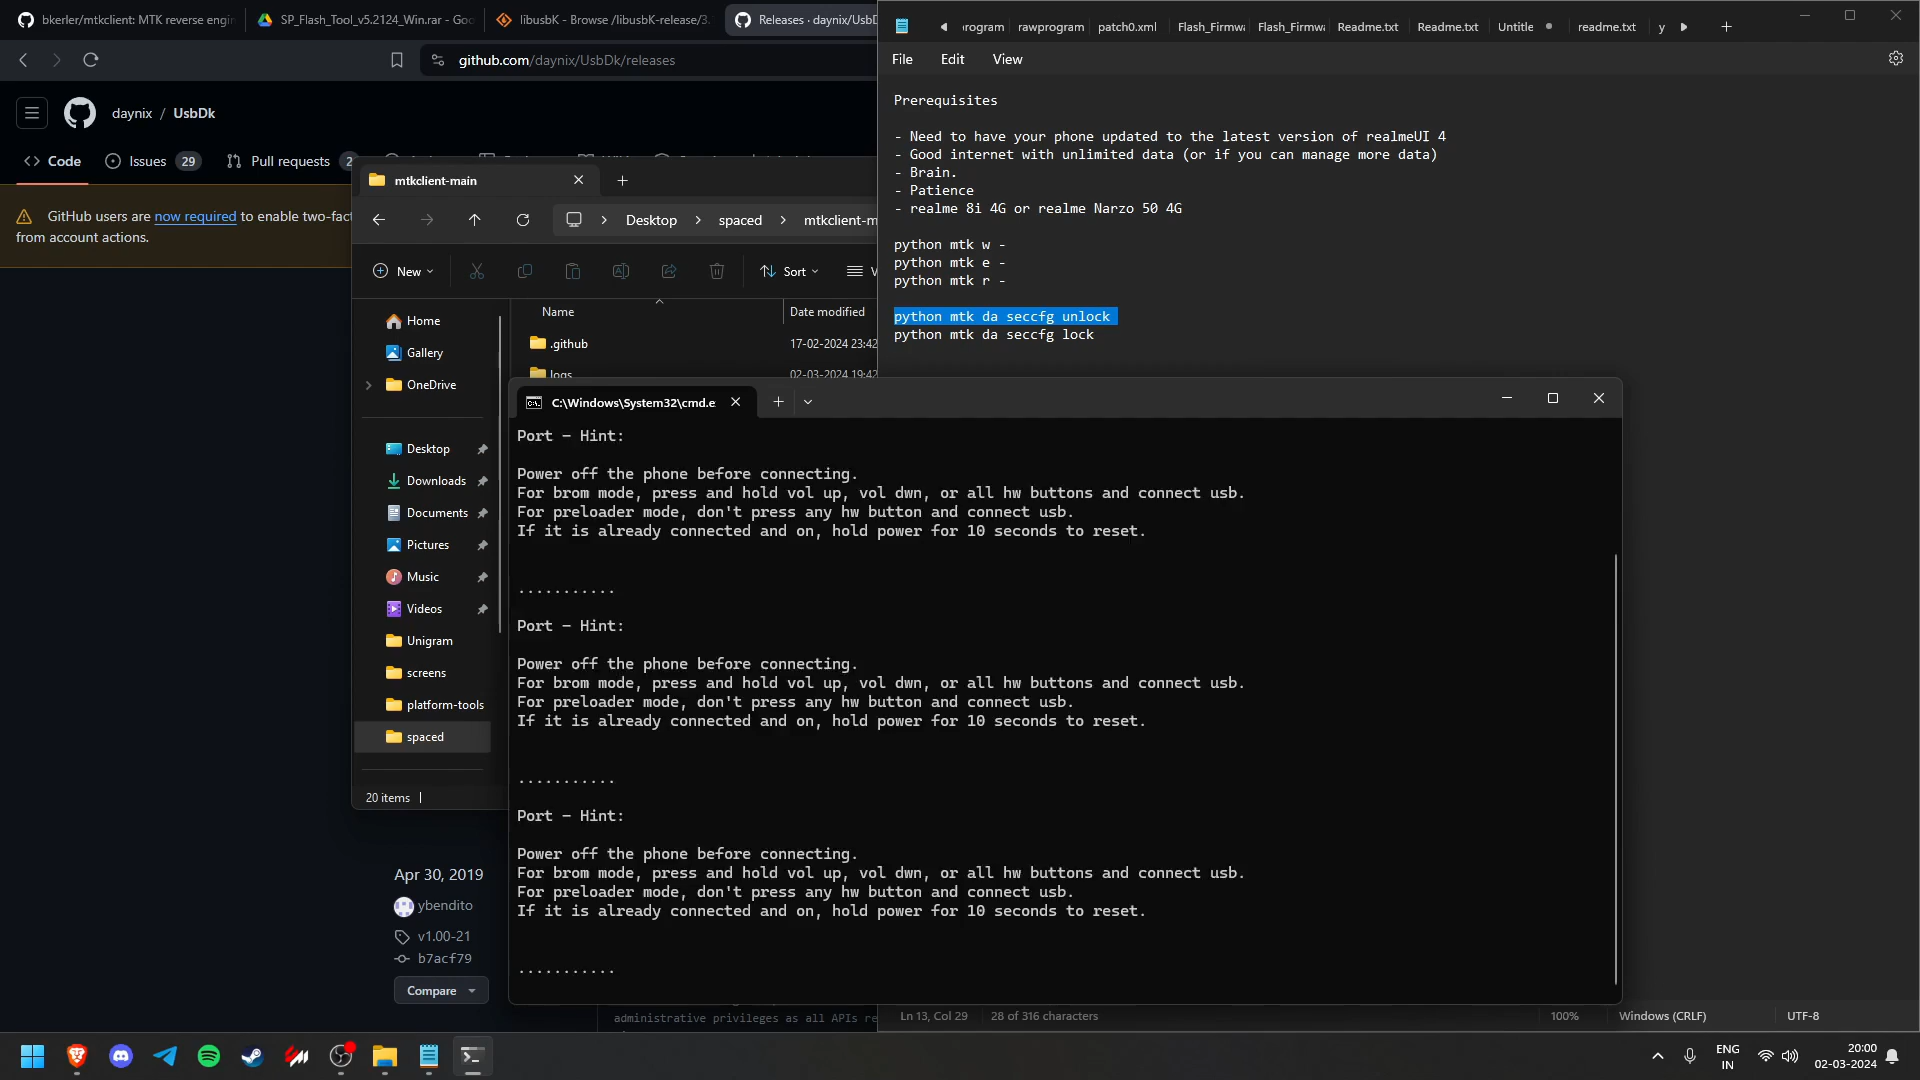 bkerler/mtkclient: MTK reverse engin
SP_Flash_Tool_v5.2124_Win.rar - Goo
libusbK - Browse /libusbK-release/3.
Releases · daynix/UsbD
github.com/daynix/UsbDk/releases
daynix / UsbDk
Code
Issues 29
Pull requests 2
GitHub users are now required to enable two-fact
from account actions.
mtkclient-main
Desktop > spaced > mtkclient-m
New
Sort
V
Name
Date modified
.github
17-02-2024 23:42
logs
02-03-2024 19:42
Home
Gallery
OneDrive
Desktop
Downloads
Documents
Pictures
Music
Videos
Unigram
screens
platform-tools
spaced
20 items
Apr 30, 2019
ybendito
v1.00-21
b7acf79
Compare
administrative privileges as all APIs re
rogram
rawprogram
patch0.xml
Flash_Firmwa
Flash_Firmwa
Readme.txt
Readme.txt
Untitle
readme.txt
y
File
Edit
View
Prerequisites
- Need to have your phone updated to the latest version of realmeUI 4
- Good internet with unlimited data (or if you can manage more data)
- Brain.
- Patience
- realme 8i 4G or realme Narzo 50 4G
python mtk w -
python mtk e -
python mtk r -
python mtk da seccfg unlock
python mtk da seccfg lock
C:\Windows\System32\cmd.e
Port - Hint:
Power off the phone before connecting.
For brom mode, press and hold vol up, vol dwn, or all hw buttons and connect usb.
For preloader mode, don't press any hw button and connect usb.
If it is already connected and on, hold power for 10 seconds to reset.
...........
Port - Hint:
Power off the phone before connecting.
For brom mode, press and hold vol up, vol dwn, or all hw buttons and connect usb.
For preloader mode, don't press any hw button and connect usb.
If it is already connected and on, hold power for 10 seconds to reset.
...........
Port - Hint:
Power off the phone before connecting.
For brom mode, press and hold vol up, vol dwn, or all hw buttons and connect usb.
For preloader mode, don't press any hw button and connect usb.
If it is already connected and on, hold power for 10 seconds to reset.
...........
Ln 13, Col 29
28 of 316 characters
100%
Windows (CRLF)
UTF-8
ENG
IN
20:00
02-03-2024